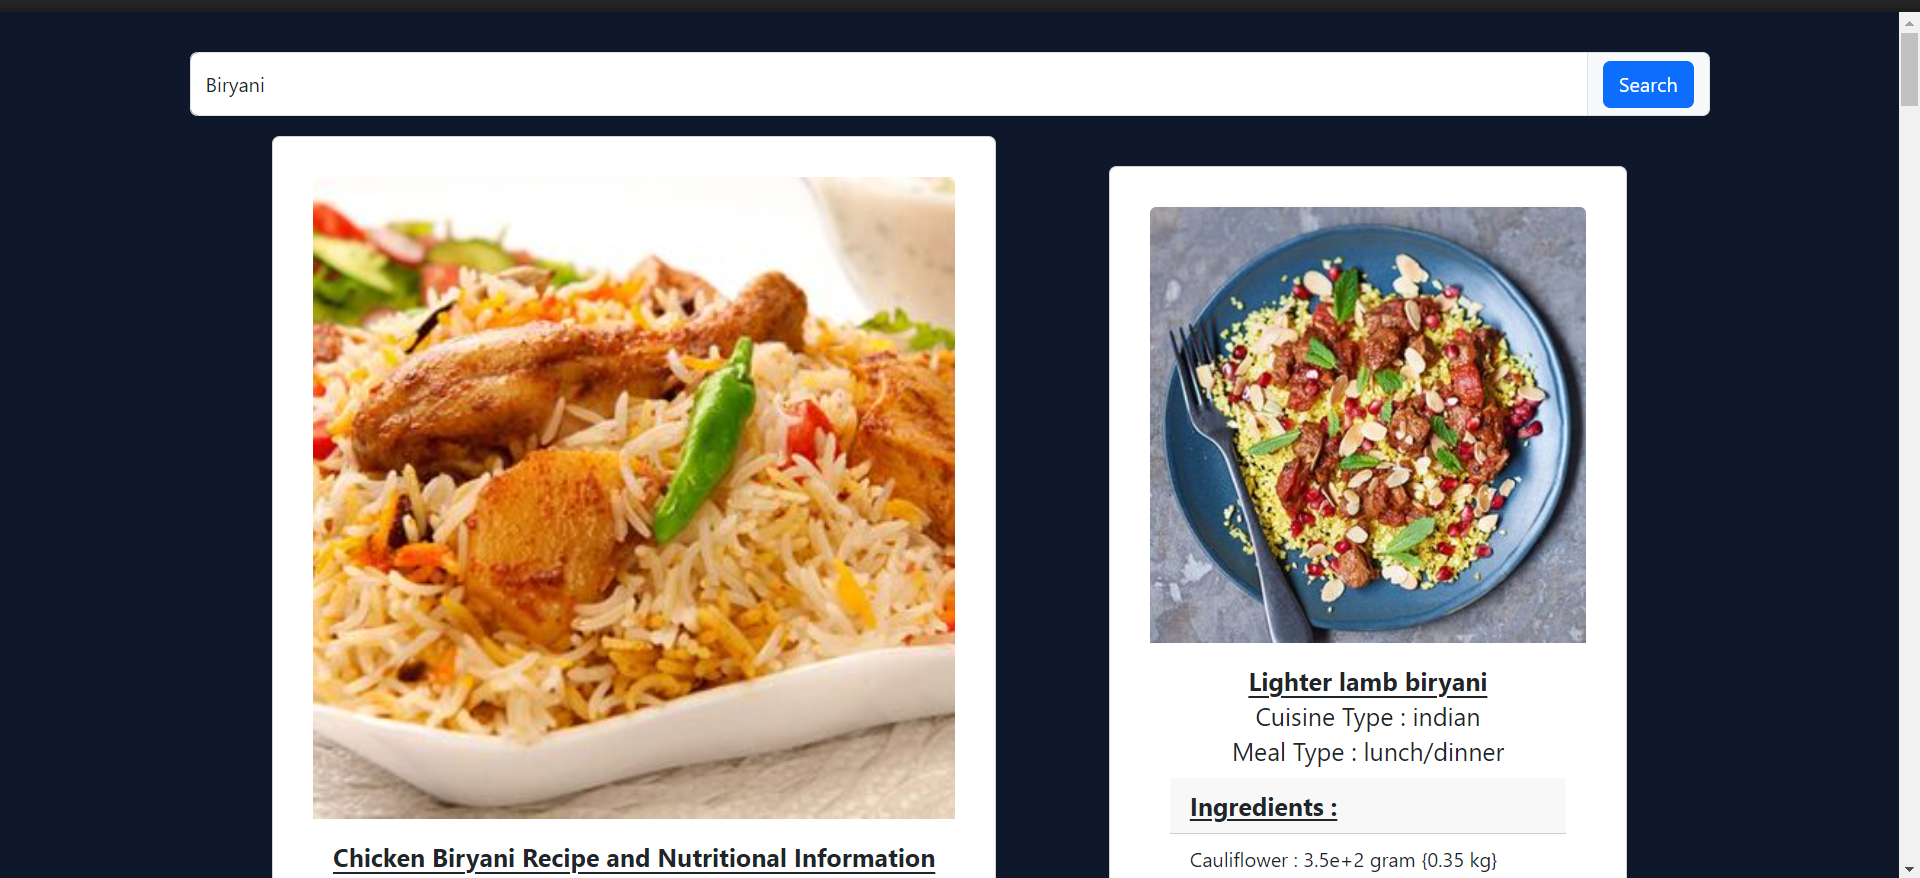 Biryani
Search
Chicken Biryani Recipe and Nutritional Information
Lighter lamb biryani
Cuisine Type : indian
Meal Type : lunch/dinner
Ingredients :
Cauliflower : 3.5e+2 gram {0.35 kg}